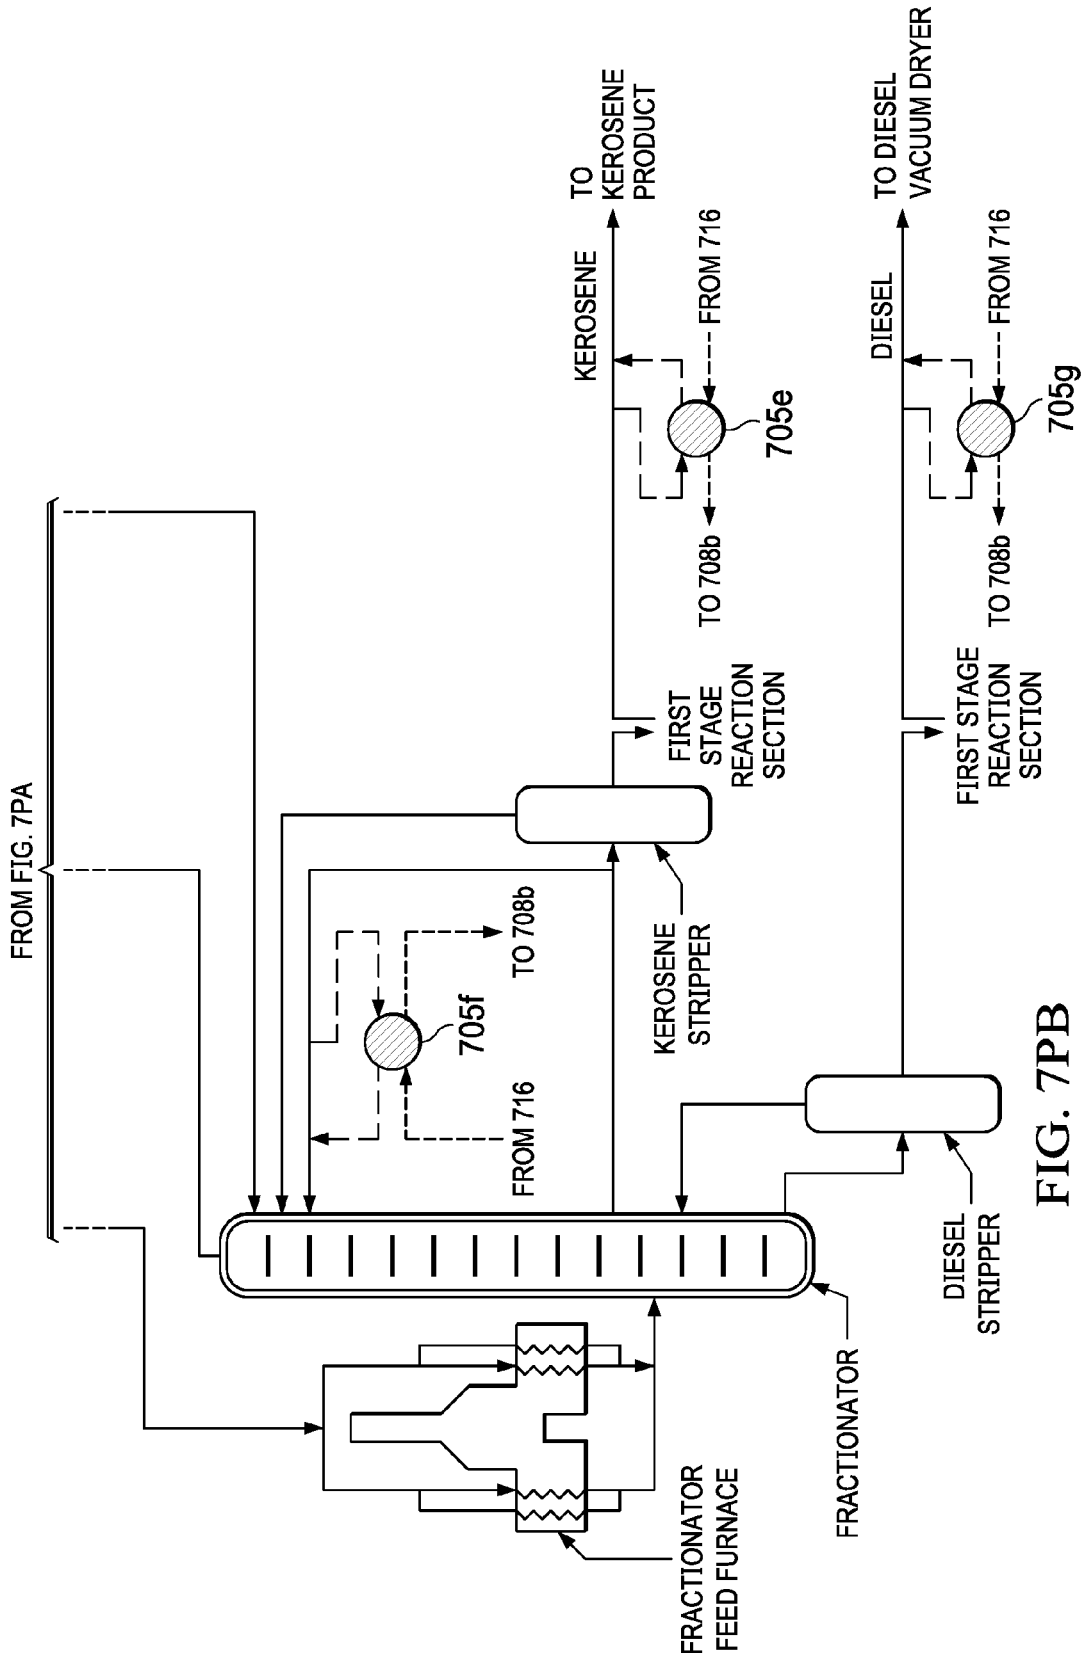 FROM FIG. 7PA
TO
KEROSENE
PRODUCT
KEROSENE
FROM 716
705e
TO 708b
FIRST
STAGE
REACTION
SECTION
TO DIESEL
VACUUM DRYER
DIESEL
FROM 716
705g
TO 708b
FIRST STAGE
REACTION
SECTION
TO 708b
705f
FROM 716
KEROSENE
STRIPPER
DIESEL
STRIPPER
FRACTIONATOR
FRACTIONATOR
FEED FURNACE
FIG. 7PB